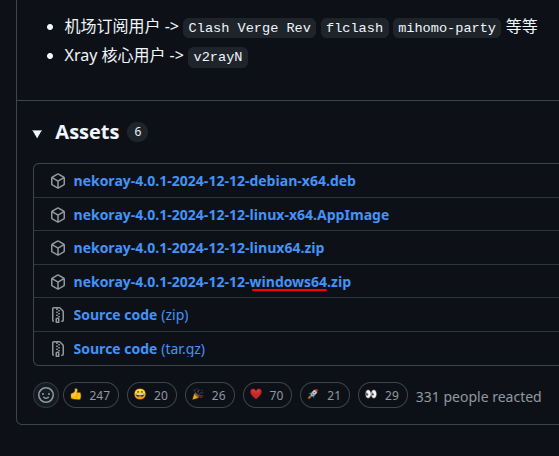 机场订阅用户 -> Clash Verge Rev flclash mihomo-party 等等
Xray 核心用户 -> v2rayN
Assets 6
nekoray-4.0.1-2024-12-12-debian-x64.deb
nekoray-4.0.1-2024-12-12-linux-x64.AppImage
nekoray-4.0.1-2024-12-12-linux64.zip
nekoray-4.0.1-2024-12-12-windows64.zip
Source code (zip)
Source code (tar.gz)
👍 247 😄 20 🎉 26 ❤️ 70 🚀 21 👀 29 331 people reacted